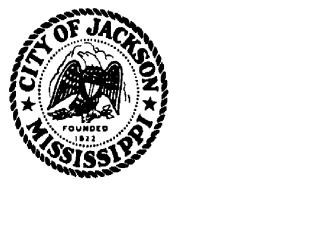 CITY OF JACKSON
FOUNDED
1822
MISSISSIPPI